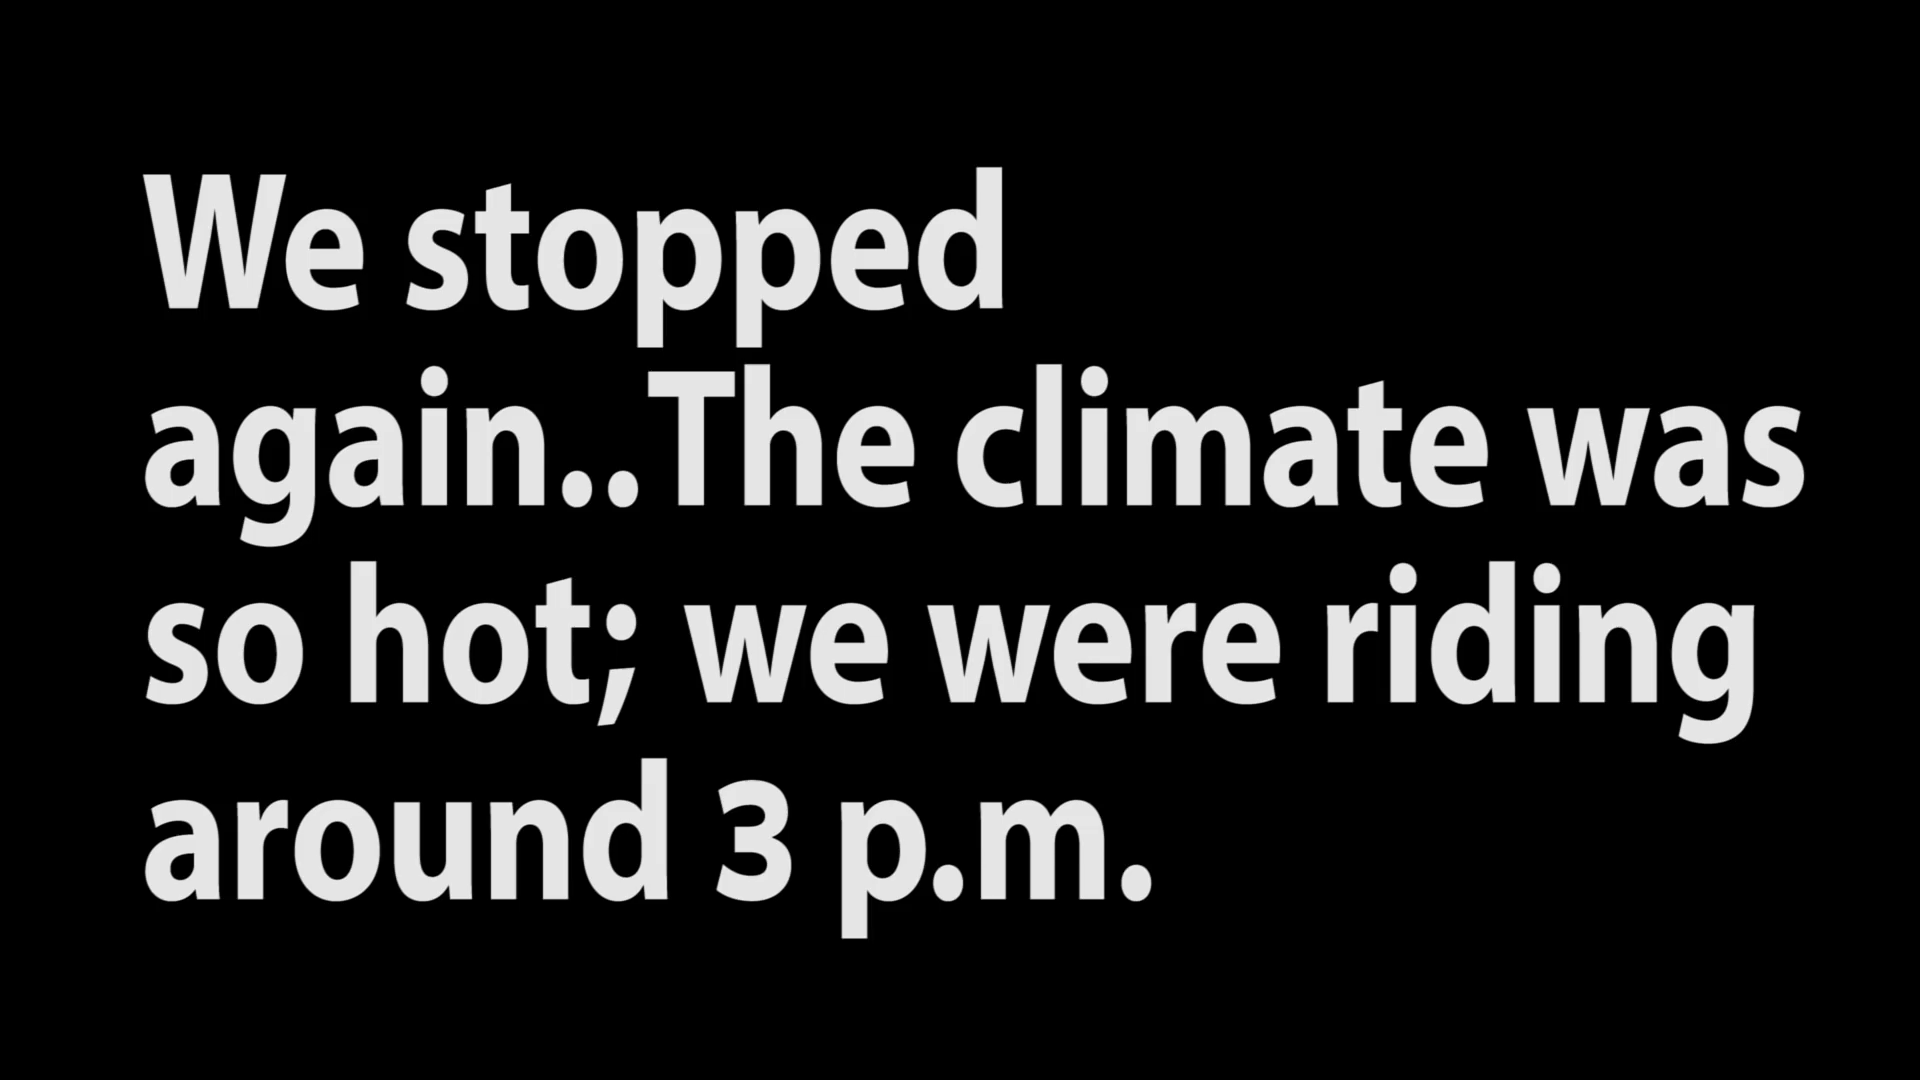 We stopped
again..The climate was
so hot; we were riding
around 3 p.m.